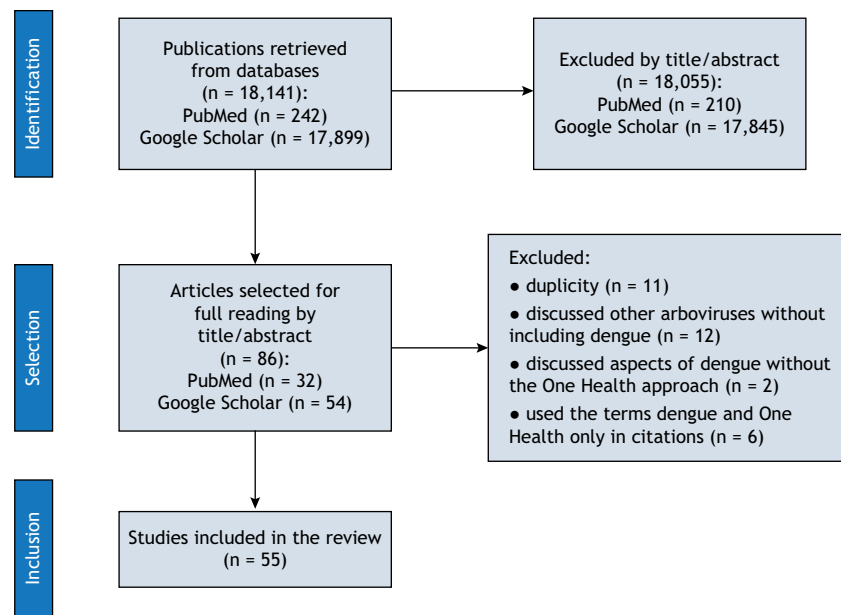 Identification
Publications retrieved
from databases
(n = 18,141):
PubMed (n = 242)
Google Scholar (n = 17,899)
Excluded by title/abstract
(n = 18,055):
PubMed (n = 210)
Google Scholar (n = 17,845)
Selection
Articles selected for
full reading by
title/abstract
(n = 86):
PubMed (n = 32)
Google Scholar (n = 54)
Excluded:
● duplicity (n = 11)
● discussed other arboviruses without
including dengue (n = 12)
● discussed aspects of dengue without
the One Health approach (n = 2)
● used the terms dengue and One
Health only in citations (n = 6)
Inclusion
Studies included in the review
(n = 55)